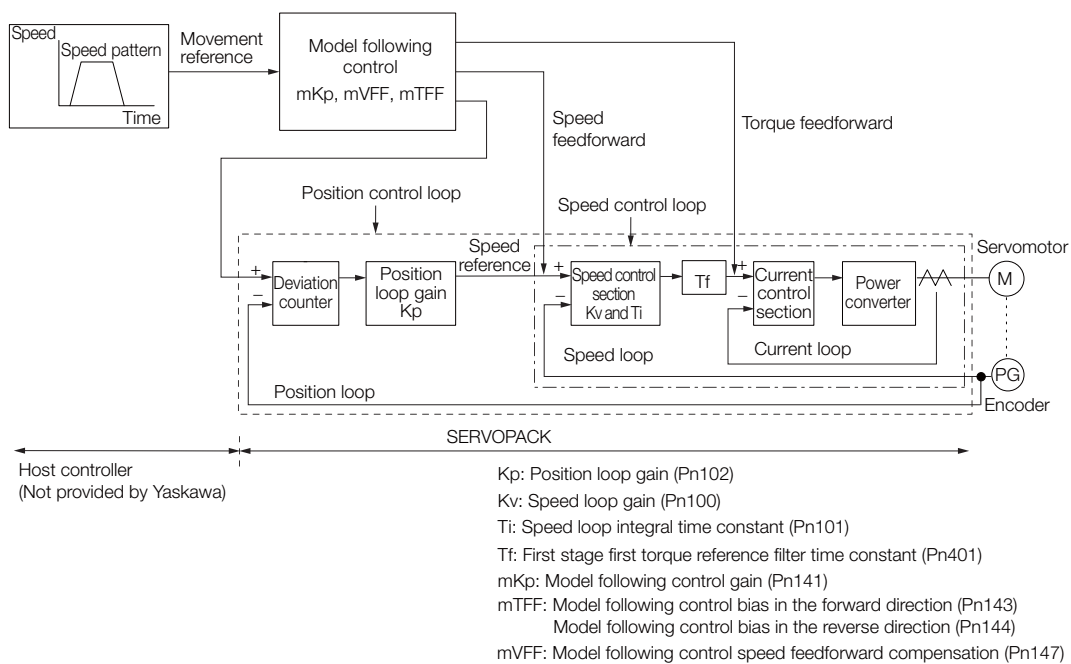 Speed
Speed pattern
Time
Movement
reference
Model following
control
mKp, mVFF, mTFF
Speed
feedforward
Torque feedforward
Position control loop
Speed control loop
Speed
reference
Servomotor
+
−
Deviation
counter
Position
loop gain
Kp
+
−
Speed control
section
Kv and Ti
Tf
+
−
Current
control
section
Power
converter
M
Speed loop
Current loop
PG
Encoder
Position loop
SERVOPACK
Host controller
(Not provided by Yaskawa)
Kp: Position loop gain (Pn102)
Kv: Speed loop gain (Pn100)
Ti: Speed loop integral time constant (Pn101)
Tf: First stage first torque reference filter time constant (Pn401)
mKp: Model following control gain (Pn141)
mTFF: Model following control bias in the forward direction (Pn143)
Model following control bias in the reverse direction (Pn144)
mVFF: Model following control speed feedforward compensation (Pn147)